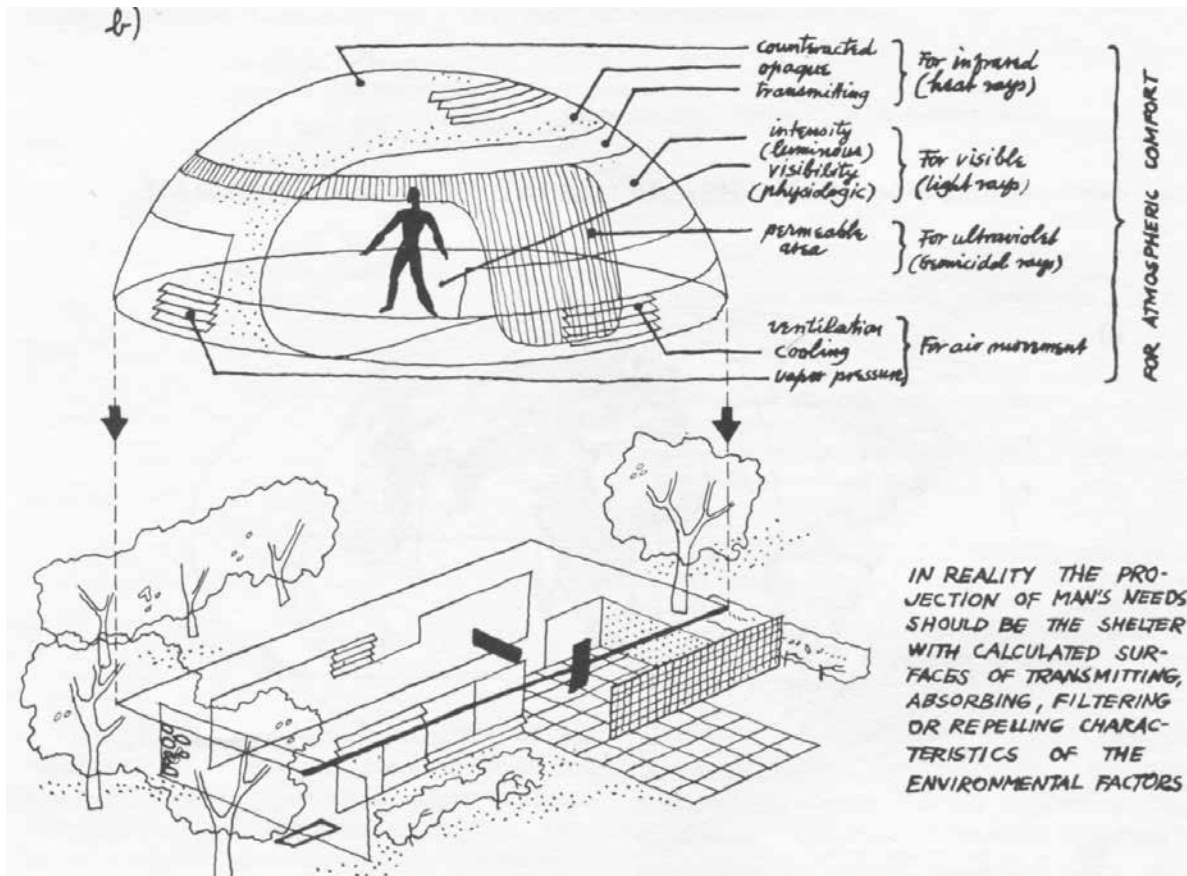 b)
counteracted
opaque
transmitting
For infrared
(heat rays)
intensity
(luminous)
visibility
(physiologic)
For visible
(light rays)
permeable
area
For ultraviolet
(germicidal rays)
ventilation
cooling
vapor pressure
For air movement
FOR ATMOSPHERIC COMFORT
IN REALITY THE PRO-
JECTION OF MAN'S NEEDS
SHOULD BE THE SHELTER
WITH CALCULATED SUR-
FACES OF TRANSMITTING,
ABSORBING, FILTERING
OR REPELLING CHARAC-
TERISTICS OF THE
ENVIRONMENTAL FACTORS